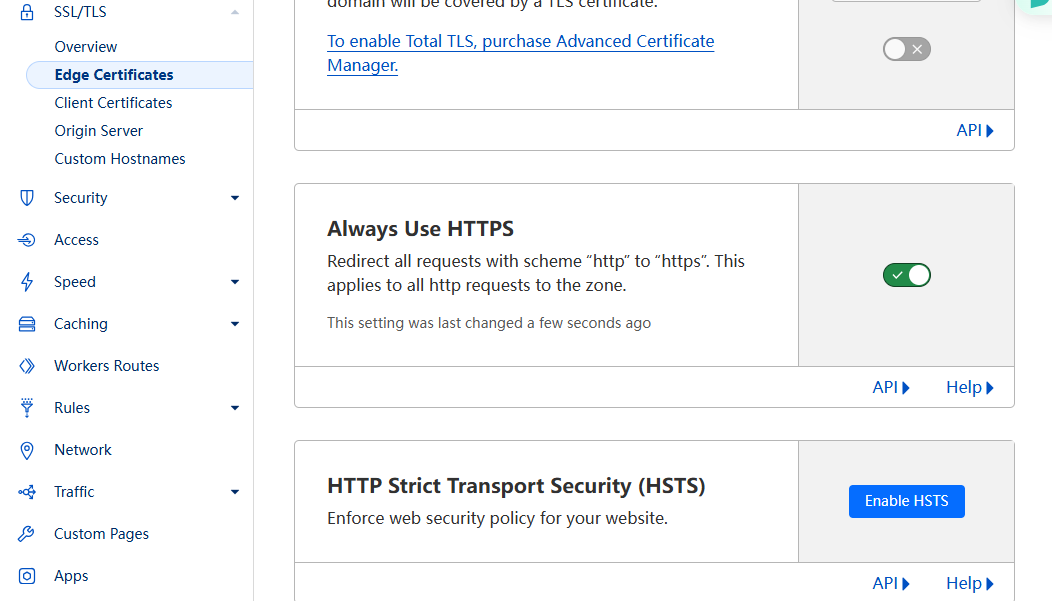 SSL/TLS
Overview
Edge Certificates
Client Certificates
Origin Server
Custom Hostnames
Security
Access
Speed
Caching
Workers Routes
Rules
Network
Traffic
Custom Pages
Apps
domain will be covered by a TLS certificate.
To enable Total TLS, purchase Advanced Certificate
Manager.
API
Always Use HTTPS
Redirect all requests with scheme “http” to “https”. This
applies to all http requests to the zone.
This setting was last changed a few seconds ago
API Help
HTTP Strict Transport Security (HSTS)
Enforce web security policy for your website.
Enable HSTS
API Help